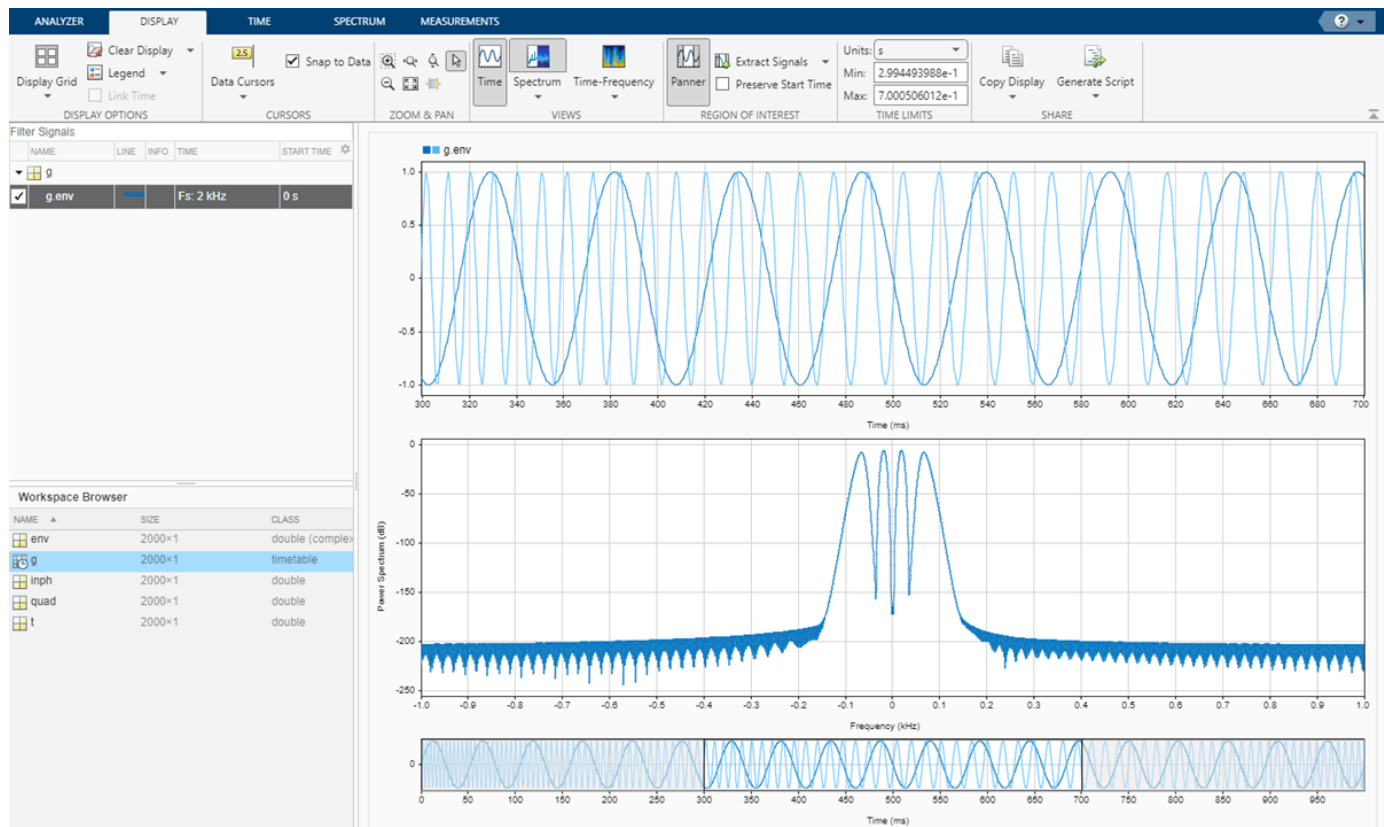 ANALYZER DISPLAY TIME SPECTRUM MEASUREMENTS ?
Display Grid Clear Display Legend Link Time
DISPLAY OPTIONS
2.5 Data Cursors Snap to Data
CURSORS
ZOOM & PAN
Time Spectrum Time-Frequency
VIEWS
Panner Extract Signals Preserve Start Time
REGION OF INTEREST
Units: s
Min: 2.994493988e-1
Max: 7.000506012e-1
TIME LIMITS
Copy Display Generate Script
SHARE
Filter Signals
NAME LINE INFO TIME START TIME
g
g.env Fs: 2 kHz 0 s
Workspace Browser
NAME SIZE CLASS
env 2000×1 double (complex
g 2000×1 timetable
inph 2000×1 double
quad 2000×1 double
t 2000×1 double
g.env
1.0
0.5
0
-0.5
-1.0
300 320 340 360 380 400 420 440 460 480 500 520 540 560 580 600 620 640 660 680 700
Time (ms)
Power Spectrum (dB)
0
-50
-100
-150
-200
-250
-1.0 -0.9 -0.8 -0.7 -0.6 -0.5 -0.4 -0.3 -0.2 -0.1 0 0.1 0.2 0.3 0.4 0.5 0.6 0.7 0.8 0.9 1.0
Frequency (kHz)
0
0 50 100 150 200 250 300 350 400 450 500 550 600 650 700 750 800 850 900 950
Time (ms)